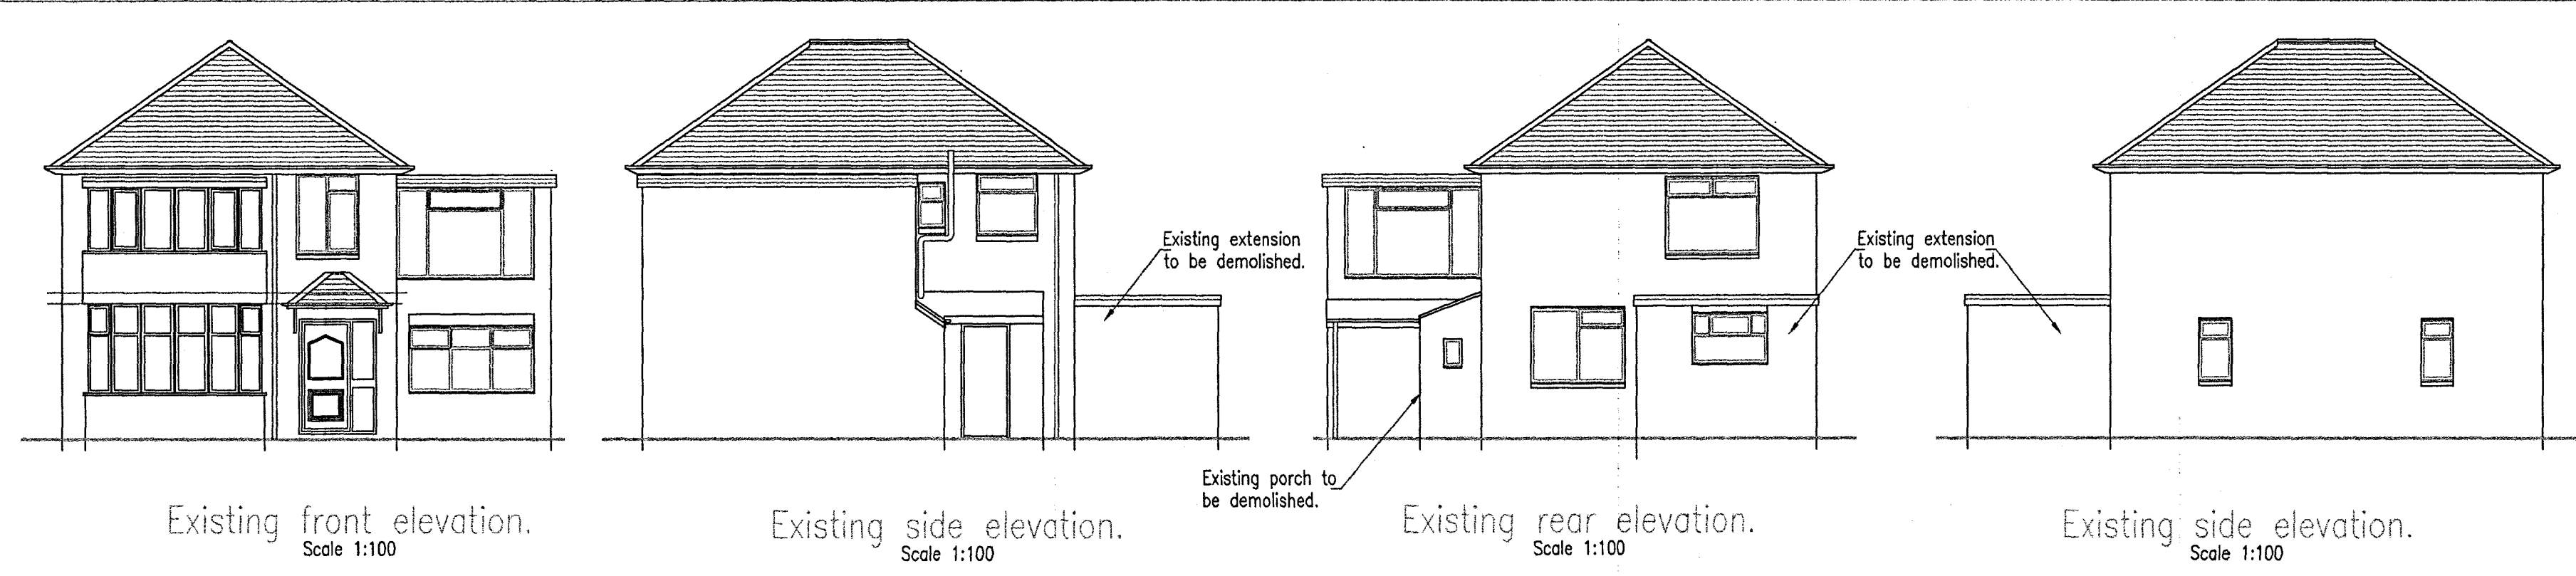 Existing extension
to be demolished.
Existing extension
to be demolished.
Existing porch to
be demolished.
Existing front elevation.
Scale 1:100
Existing side elevation.
Scale 1:100
Existing rear elevation.
Scale 1:100
Existing side elevation.
Scale 1:100